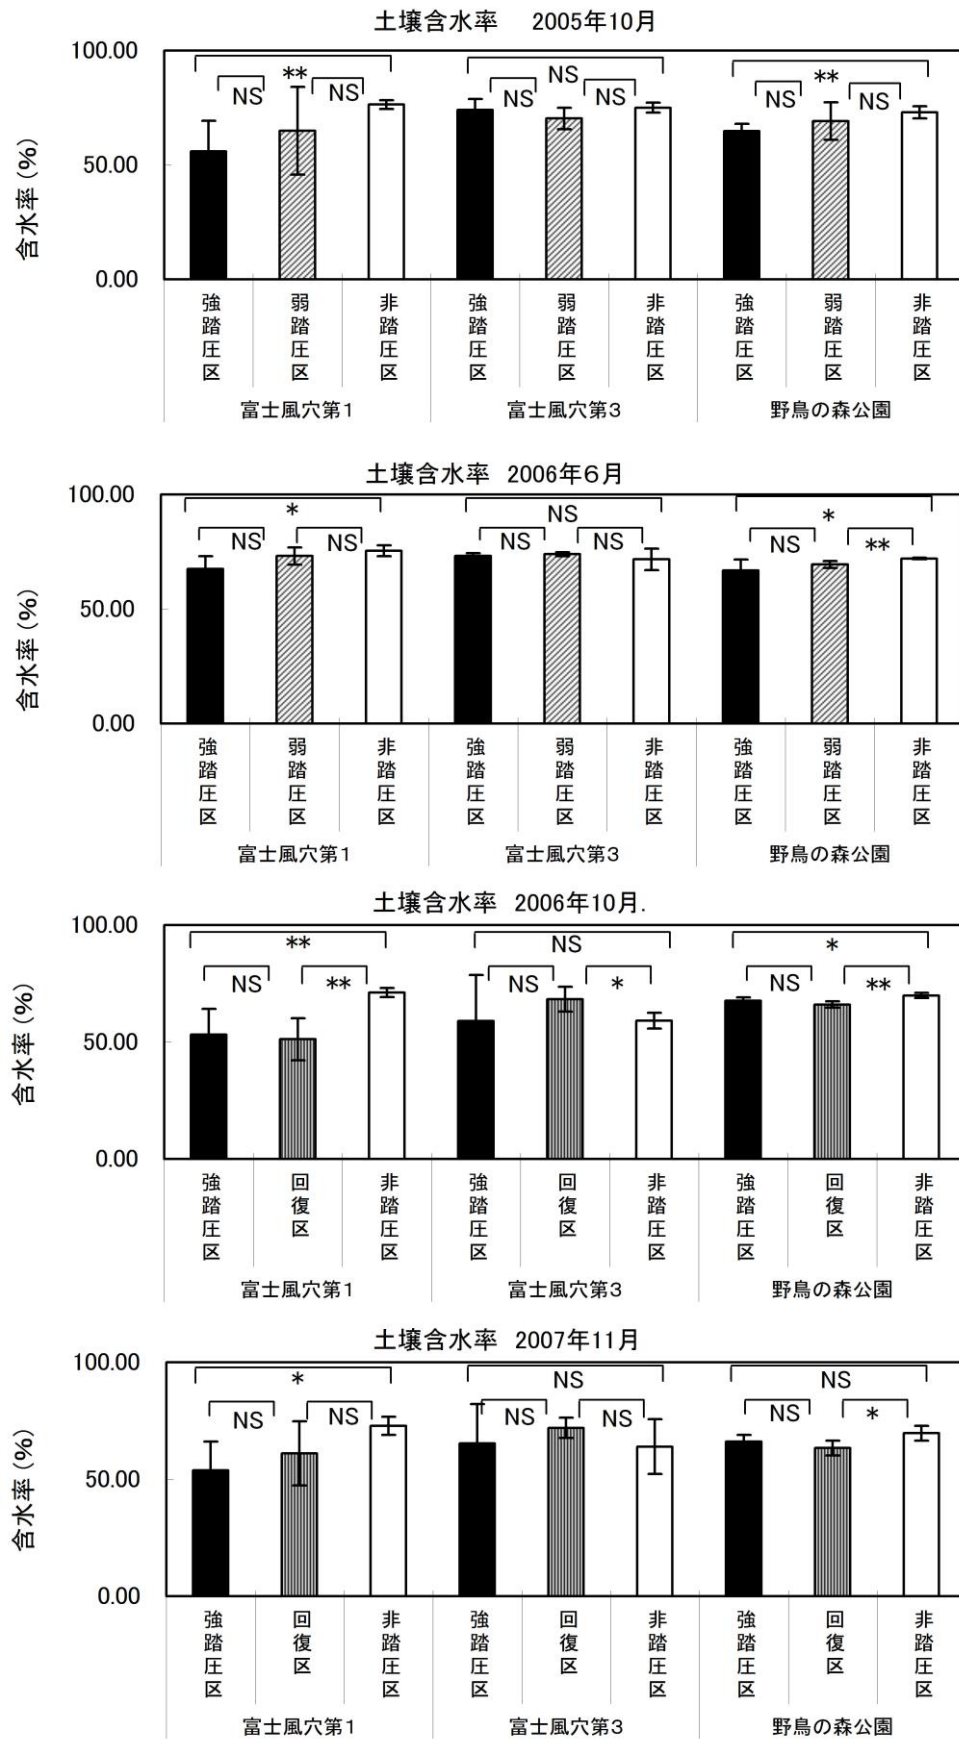 土壌含水率 2005年10月
100.00
50.00
0.00
含水率(%)
** NS NS
NS NS NS
** NS NS
強踏圧区 弱踏圧区 非踏圧区 強踏圧区 弱踏圧区 非踏圧区 強踏圧区 弱踏圧区 非踏圧区
富士風穴第1 富士風穴第3 野鳥の森公園
土壌含水率 2006年6月
100.00
50.00
0.00
含水率(%)
* NS NS
NS NS NS
* NS **
強踏圧区 弱踏圧区 非踏圧区 強踏圧区 弱踏圧区 非踏圧区 強踏圧区 弱踏圧区 非踏圧区
富士風穴第1 富士風穴第3 野鳥の森公園
土壌含水率 2006年10月.
100.00
50.00
0.00
含水率(%)
** NS **
NS NS *
* NS **
強踏圧区 回復区 非踏圧区 強踏圧区 回復区 非踏圧区 強踏圧区 回復区 非踏圧区
富士風穴第1 富士風穴第3 野鳥の森公園
土壌含水率 2007年11月
100.00
50.00
0.00
含水率(%)
* NS NS
NS NS NS
NS NS *
強踏圧区 回復区 非踏圧区 強踏圧区 回復区 非踏圧区 強踏圧区 回復区 非踏圧区
富士風穴第1 富士風穴第3 野鳥の森公園